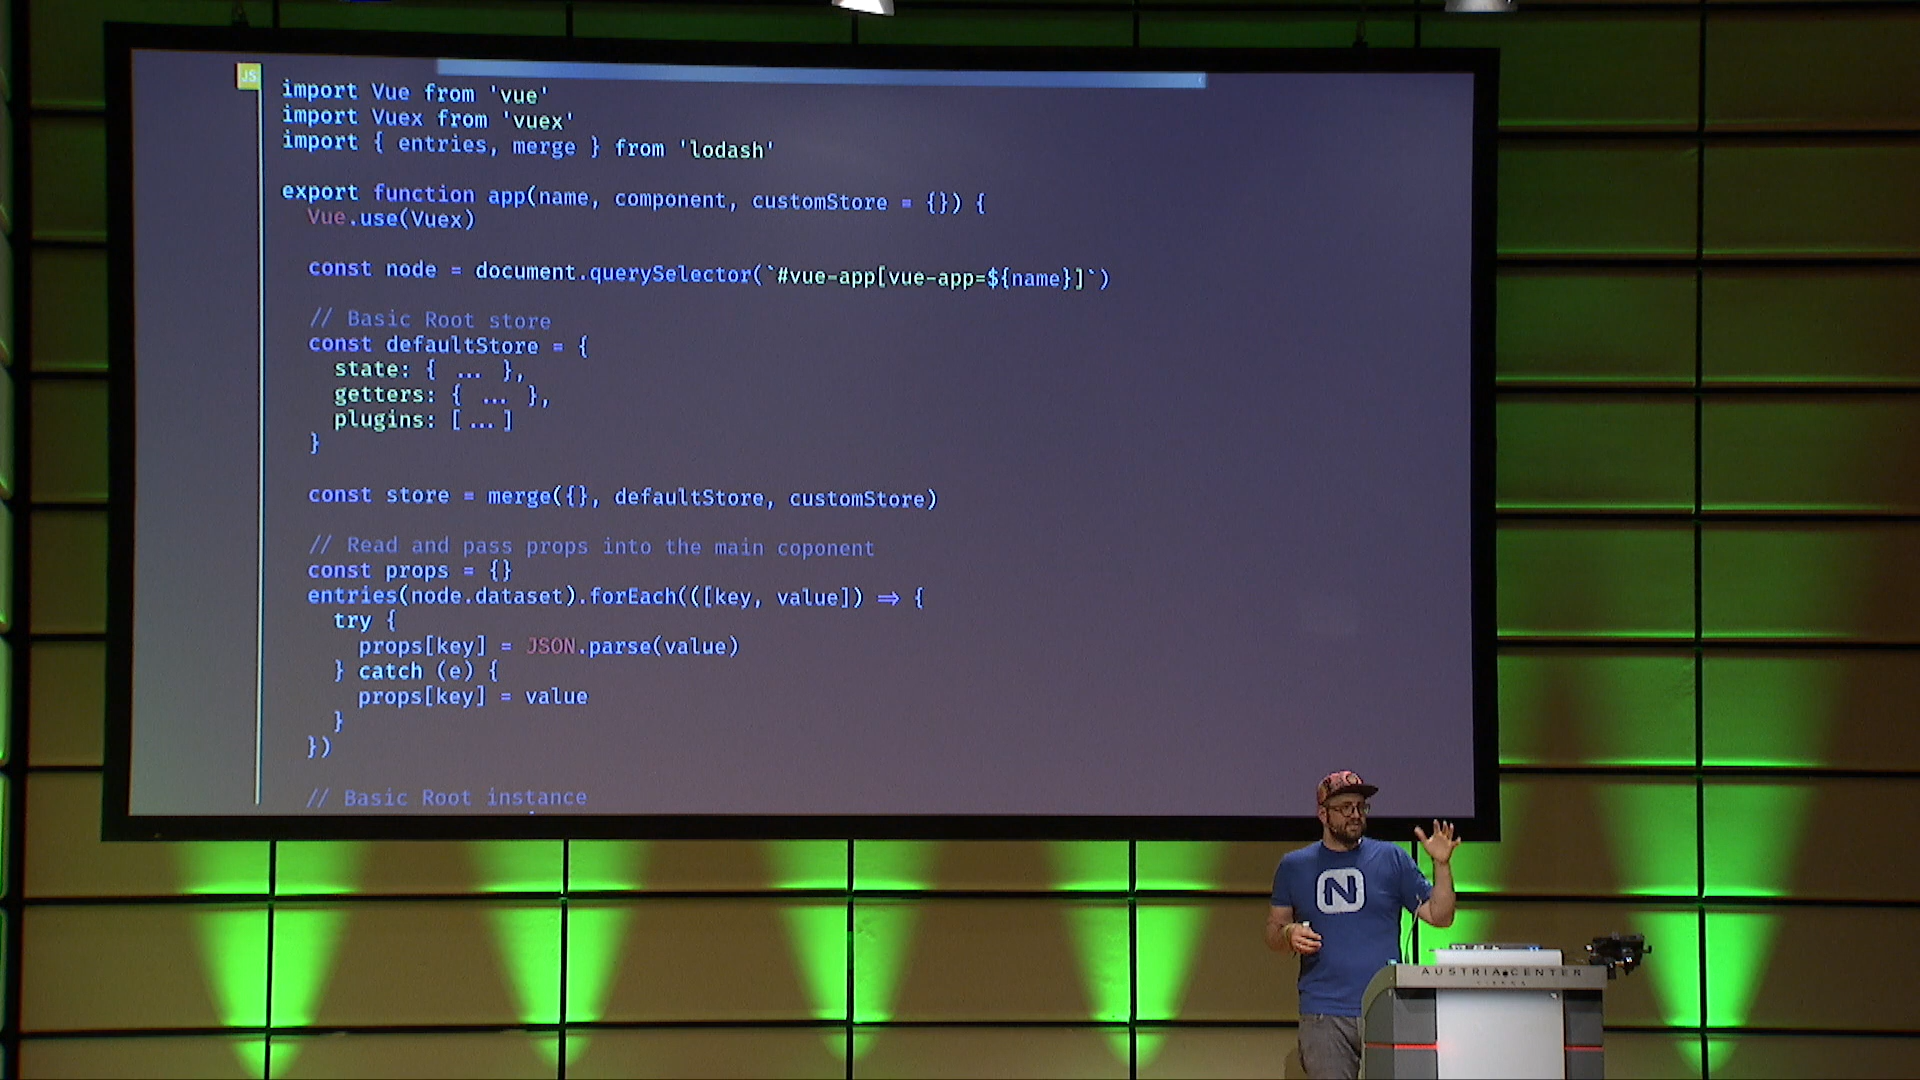 JS
import Vue from 'vue'
import Vuex from 'vuex'
import { entries, merge } from 'lodash'
export function app(name, component, customStore = {}) {
Vue.use(Vuex)
const node = document.querySelector(`#vue-app[vue-app=${name}]`)
// Basic Root store
const defaultStore = {
state: { ... },
getters: { ... },
plugins: [...]
}
const store = merge({}, defaultStore, customStore)
// Read and pass props into the main coponent
const props = {}
entries(node.dataset).forEach(([key, value]) => {
try {
props[key] = JSON.parse(value)
} catch (e) {
props[key] = value
}
})
// Basic Root instance
N
AUSTRIA CENTER
VIENNA